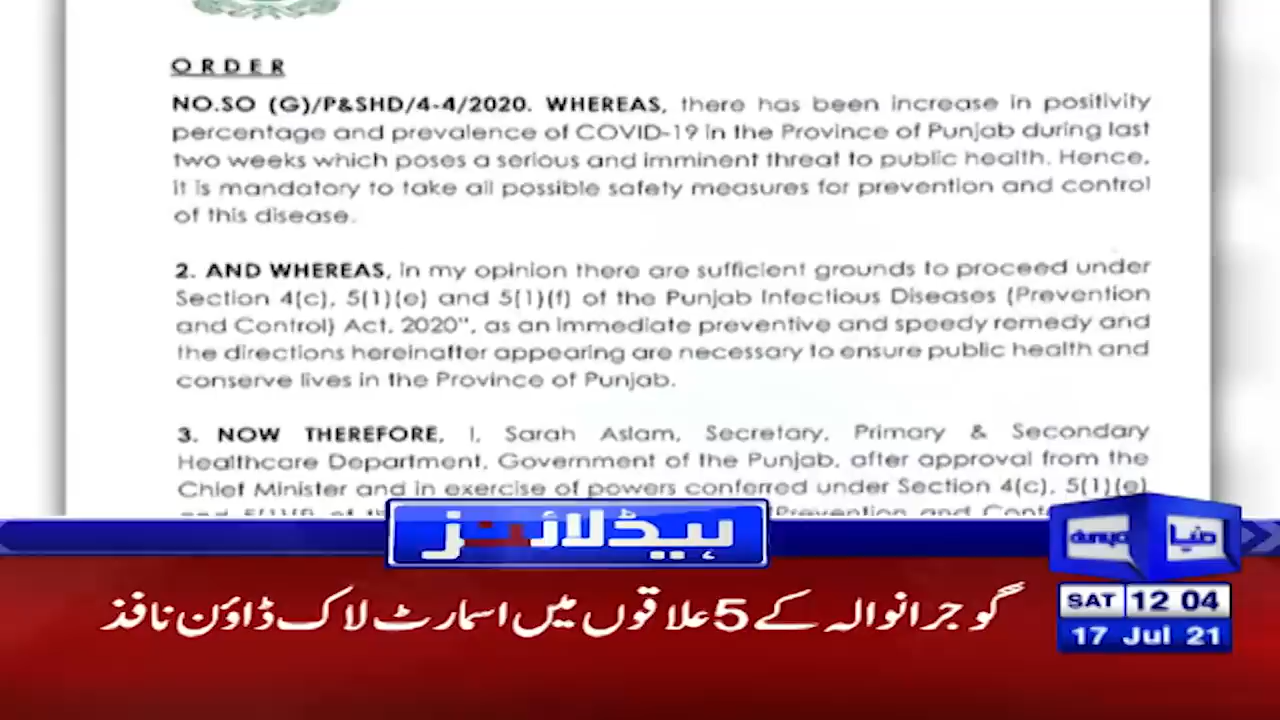 ORDER
NO.SO (G)/P&SHD/4-4/2020. WHEREAS, there has been increase in positivity
percentage and prevalence of COVID-19 in the Province of Punjab during last
two weeks which poses a serious and imminent threat to public health. Hence,
it is mandatory to take all possible safety measures for prevention and control
of this disease.
2. AND WHEREAS, in my opinion there are sufficient grounds to proceed under
Section 4(c), 5(1)(e) and 5(1)(f) of the Punjab Infectious Diseases (Prevention
and Control) Act, 2020", as an immediate preventive and speedy remedy and
the directions hereinafter appearing are necessary to ensure public health and
conserve lives in the Province of Punjab.
3. NOW THEREFORE, I, Sarah Aslam, Secretary, Primary & Secondary
Healthcare Department, Government of the Punjab, after approval from the
Chief Minister and in exercise of powers conferred under Section 4(c), 5(1)(e)
ہیڈلائنز
دنیا
گوجرانوالہ کے 5 علاقوں میں اسمارٹ لاک ڈاؤن نافذ
SAT 12 04
17 Jul 21